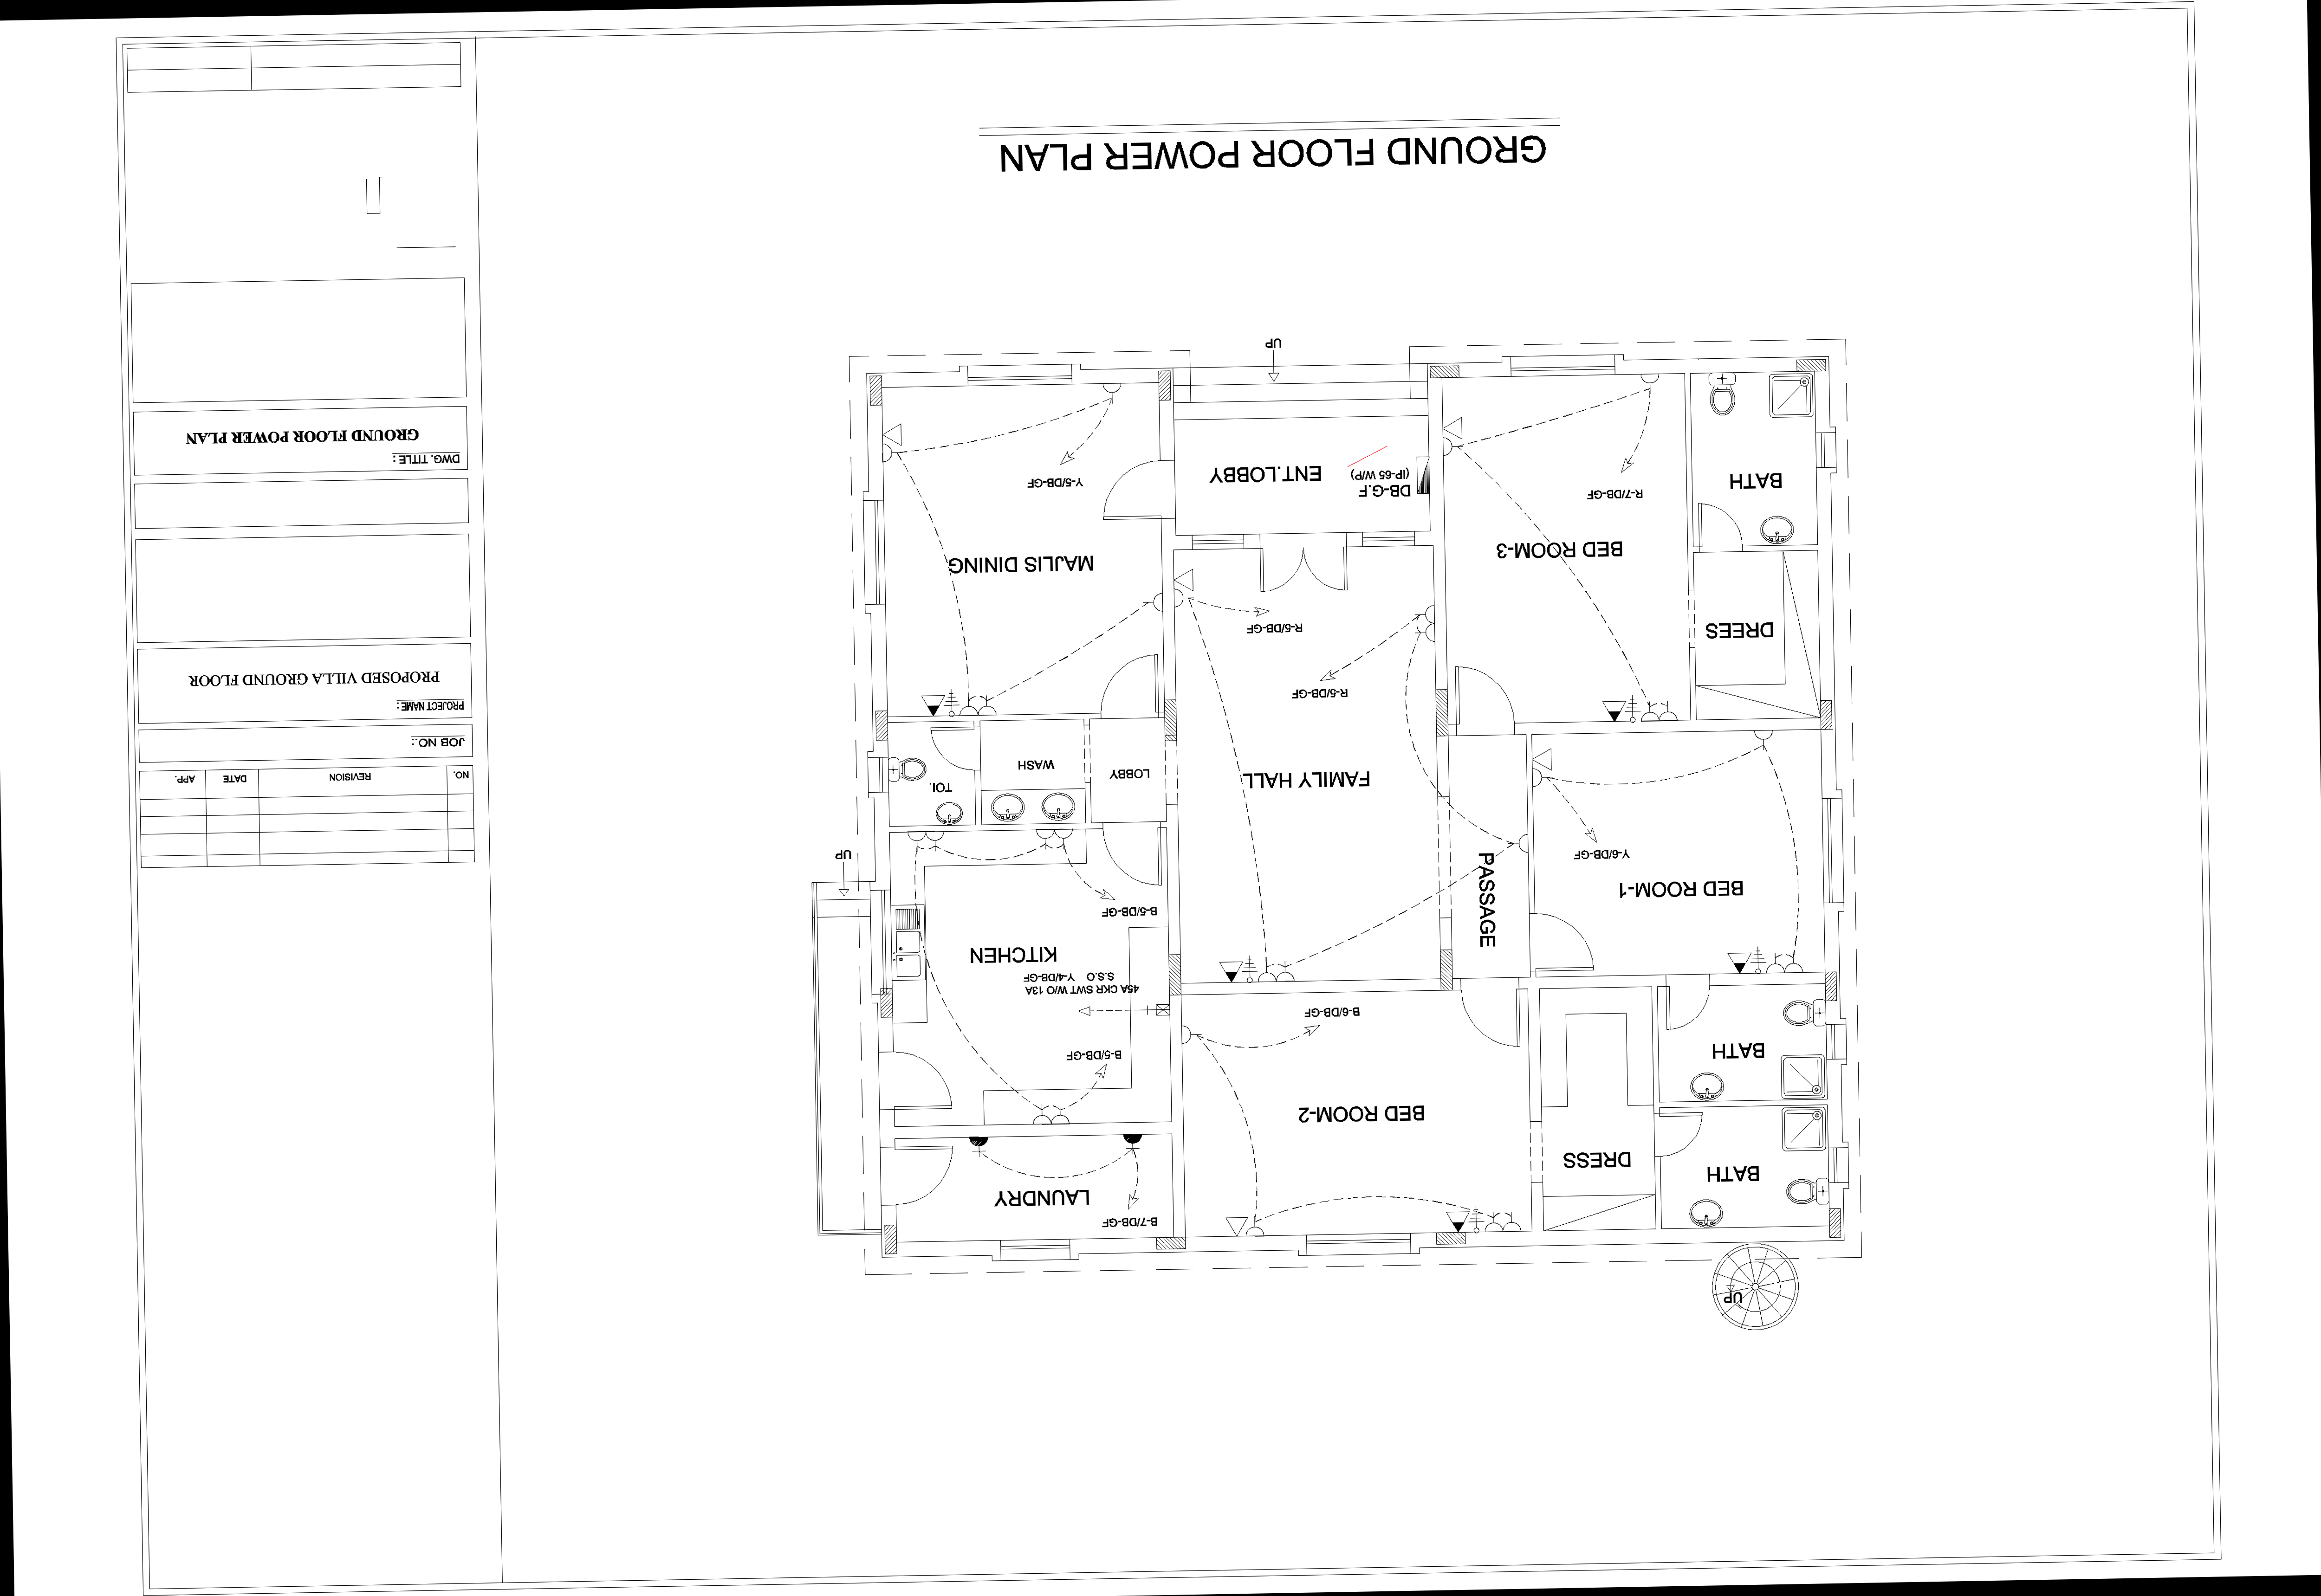 UP
BATH
DRESS
BED ROOM-2
LAUNDRY
B-7/DB-GF
BATH
B-6/DB-GF
B-5/DB-GF
45A CKR SWT W/O 13A
S.S.O Y-4/DB-GF
KITCHEN
B-5/DB-GF
UP
BED ROOM-1
Y-6/DB-GF
PASSAGE
FAMILY HALL
LOBBY
WASH
TOI.
DREES
R-5/DB-GF
R-5/DB-GF
BED ROOM-3
MAJLIS DINING
BATH
R-7/DB-GF
DB-G.F
(IP-65 W/P)
ENT.LOBBY
Y-5/DB-GF
UP
GROUND FLOOR POWER PLAN
NO. REVISION DATE APP.
JOB NO.:
PROJECT NAME :
PROPOSED VILLA GROUND FLOOR
DWG. TITLE :
GROUND FLOOR POWER PLAN